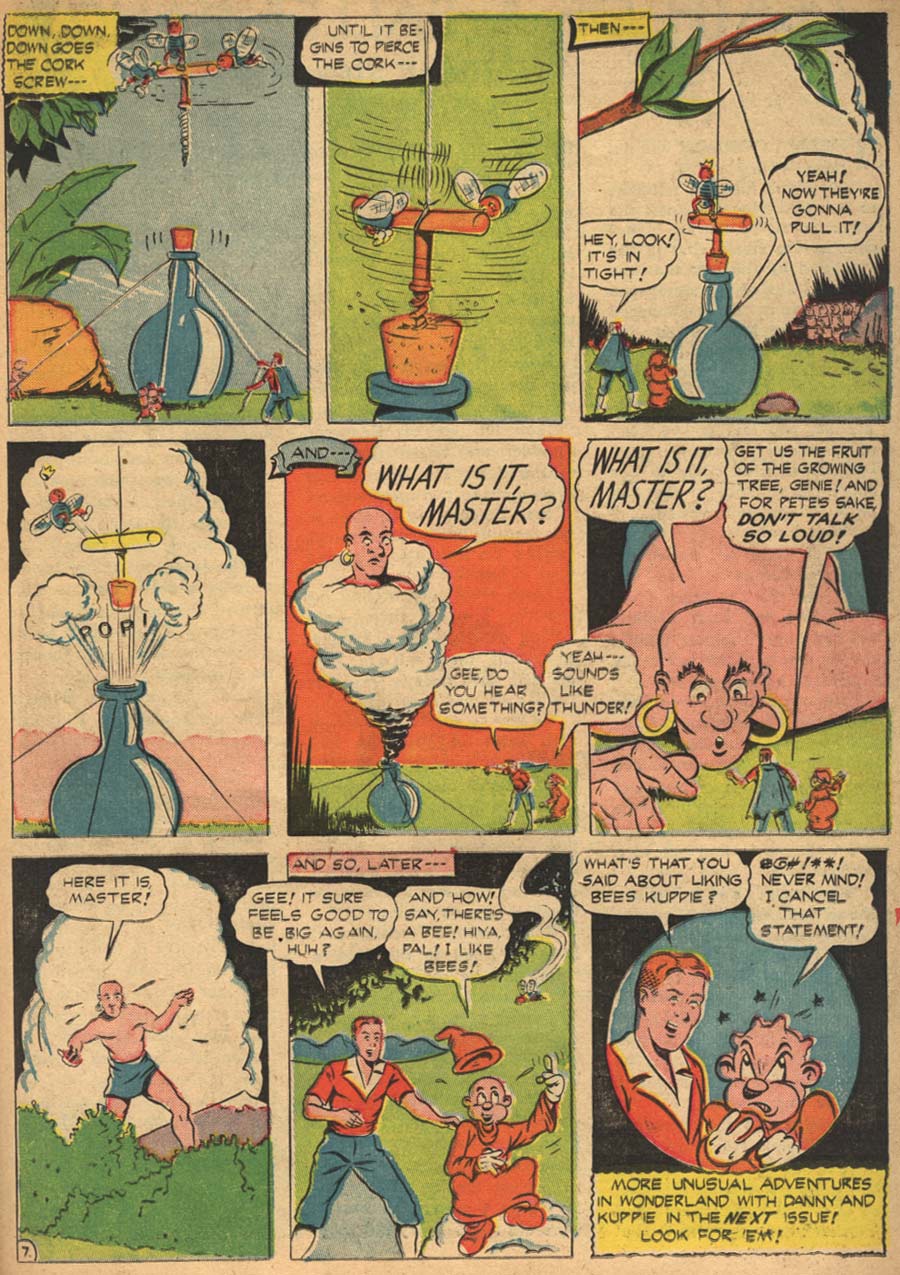 DOWN, DOWN,
DOWN GOES
THE CORK
SCREW---
UNTIL IT BE-
GINS TO PIERCE
THE CORK---
THEN---
HEY, LOOK!
IT'S IN
TIGHT!
YEAH!
NOW THEY'RE
GONNA
PULL IT!
POP!
AND---
WHAT IS IT,
MASTER?
GEE, DO
YOU HEAR
SOMETHING?
YEAH---
SOUNDS
LIKE
THUNDER!
WHAT IS IT,
MASTER?
GET US THE FRUIT
OF THE GROWING
TREE, GENIE! AND
FOR PETE'S SAKE,
DON'T TALK
SO LOUD!
HERE IT IS,
MASTER!
AND SO, LATER---
GEE! IT SURE
FEELS GOOD TO
BE BIG AGAIN,
HUH?
AND HOW!
SAY, THERE'S
A BEE! HIYA,
PAL! I LIKE
BEES!
WHAT'S THAT YOU
SAID ABOUT LIKING
BEES KUPPIE?
@G#!**!
NEVER MIND!
I CANCEL
THAT
STATEMENT!
MORE UNUSUAL ADVENTURES
IN WONDERLAND WITH DANNY AND
KUPPIE IN THE NEXT ISSUE!
LOOK FOR 'EM!
7.